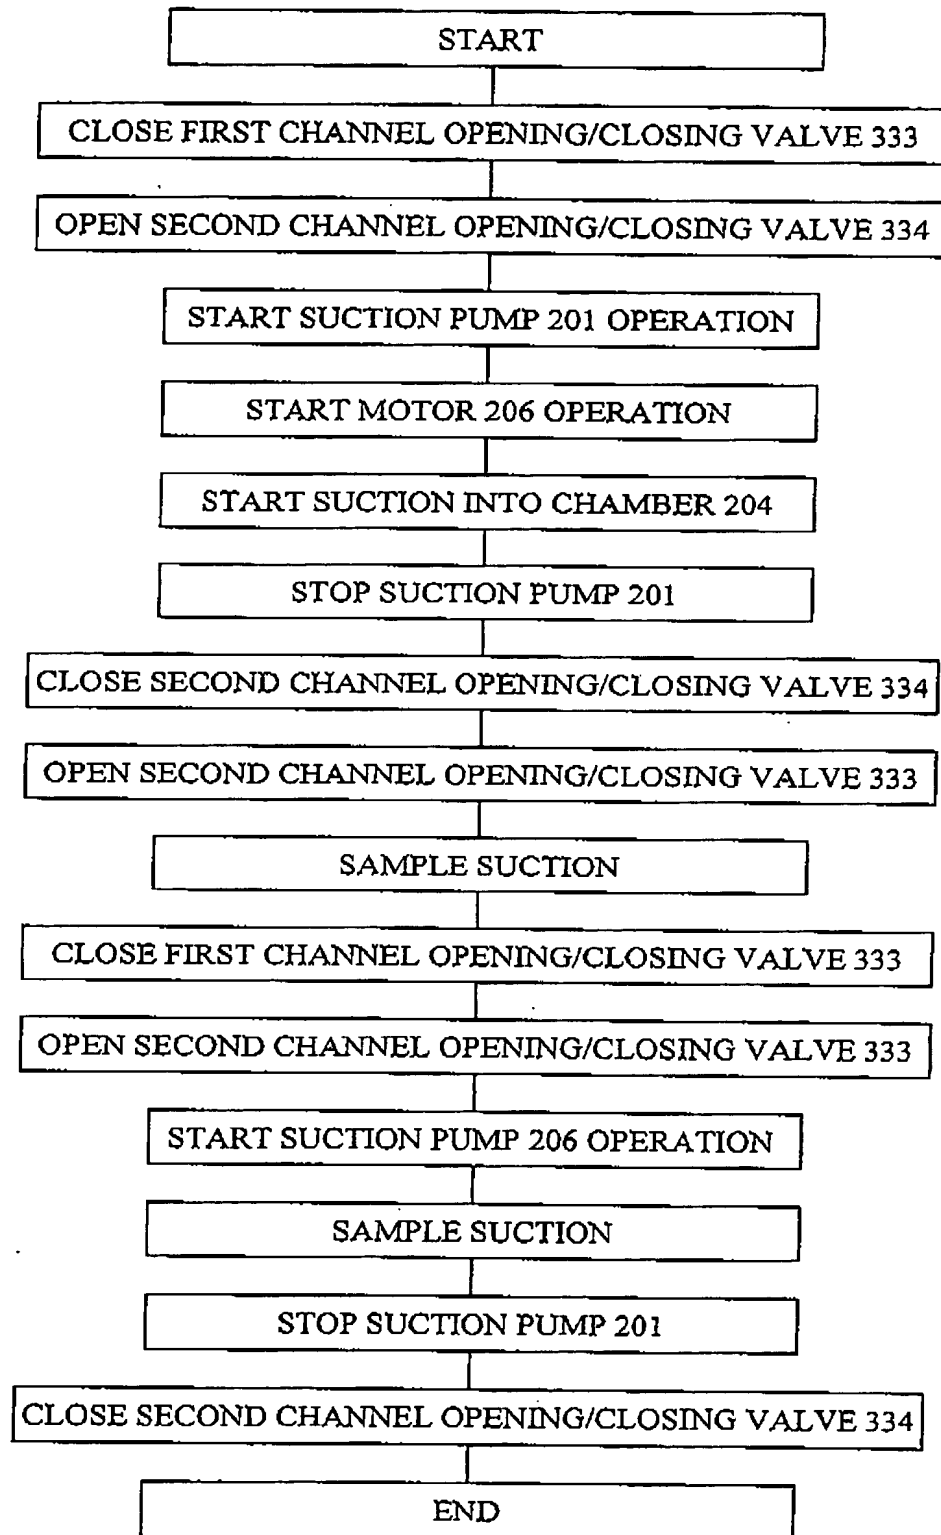 START
CLOSE FIRST CHANNEL OPENING/CLOSING VALVE 333
OPEN SECOND CHANNEL OPENING/CLOSING VALVE 334
START SUCTION PUMP 201 OPERATION
START MOTOR 206 OPERATION
START SUCTION INTO CHAMBER 204
STOP SUCTION PUMP 201
CLOSE SECOND CHANNEL OPENING/CLOSING VALVE 334
OPEN SECOND CHANNEL OPENING/CLOSING VALVE 333
SAMPLE SUCTION
CLOSE FIRST CHANNEL OPENING/CLOSING VALVE 333
OPEN SECOND CHANNEL OPENING/CLOSING VALVE 333
START SUCTION PUMP 206 OPERATION
SAMPLE SUCTION
STOP SUCTION PUMP 201
CLOSE SECOND CHANNEL OPENING/CLOSING VALVE 334
END